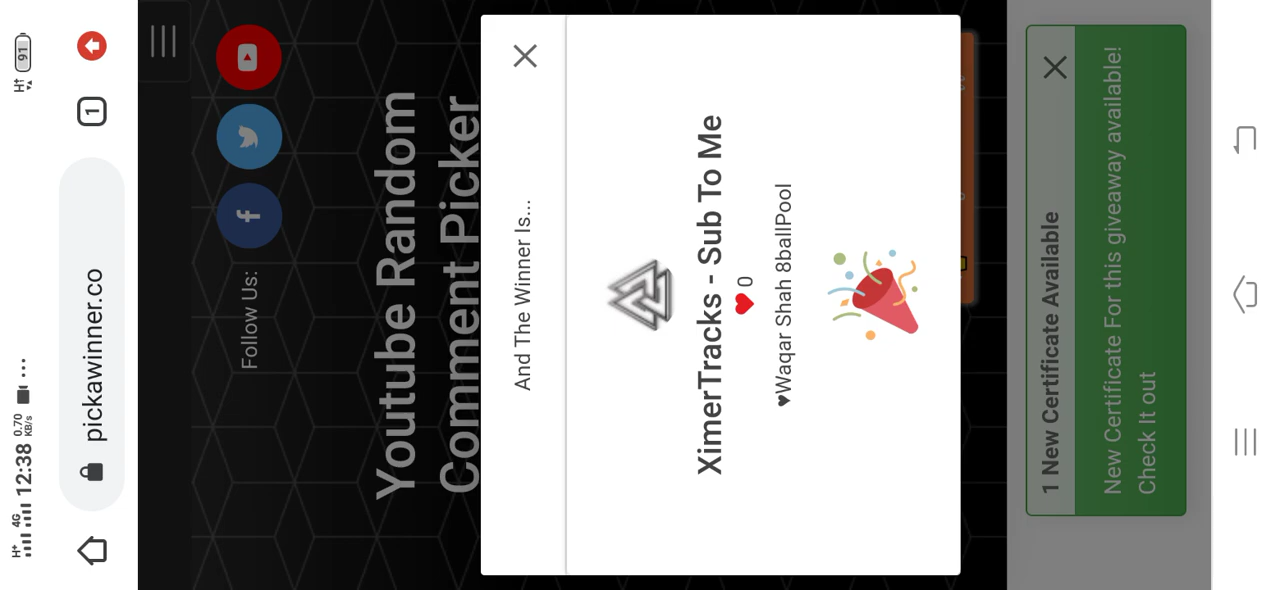 H+ 4G 12:38 0.70 KB/s ... H↑ 91
pickawinner.co
1
Follow Us:
Youtube Random
Comment Picker
And The Winner Is...
XimerTracks - Sub To Me
♥ 0
♥Waqar Shah 8ballPool
1 New Certificate Available
New Certificate For this giveaway available!
Check It out